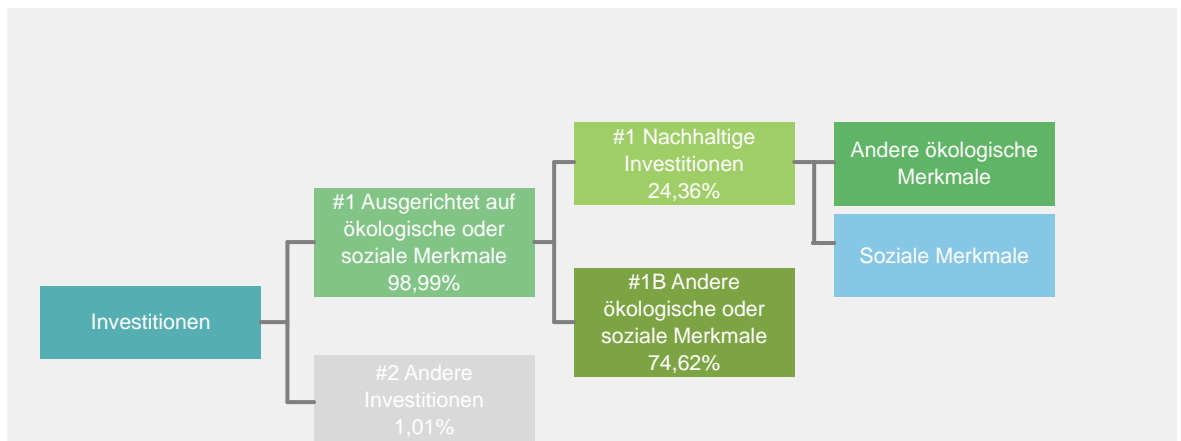 Investitionen
#1 Ausgerichtet auf
ökologische oder
soziale Merkmale
98,99%
#2 Andere
Investitionen
1,01%
#1 Nachhaltige
Investitionen
24,36%
#1B Andere
ökologische oder
soziale Merkmale
74,62%
Andere ökologische
Merkmale
Soziale Merkmale